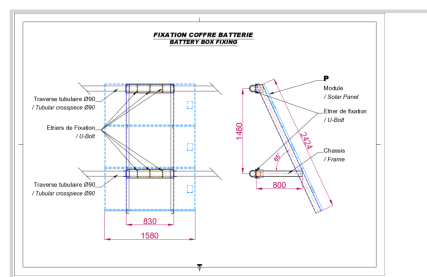 FIXATION COFFRE BATTERIE
BATTERY BOX FIXING
Traverse tubulaire Ø90
/ Tubular crosspiece Ø90
Etriers de Fixation
/ U-Bolt
Traverse tubulaire Ø90
/ Tubular crosspiece Ø90
830
1580
P
Module
/ Solar Panel
Etrier de fixation
/ U-Bolt
Chassis
/ Frame
1480
2424
65°
800